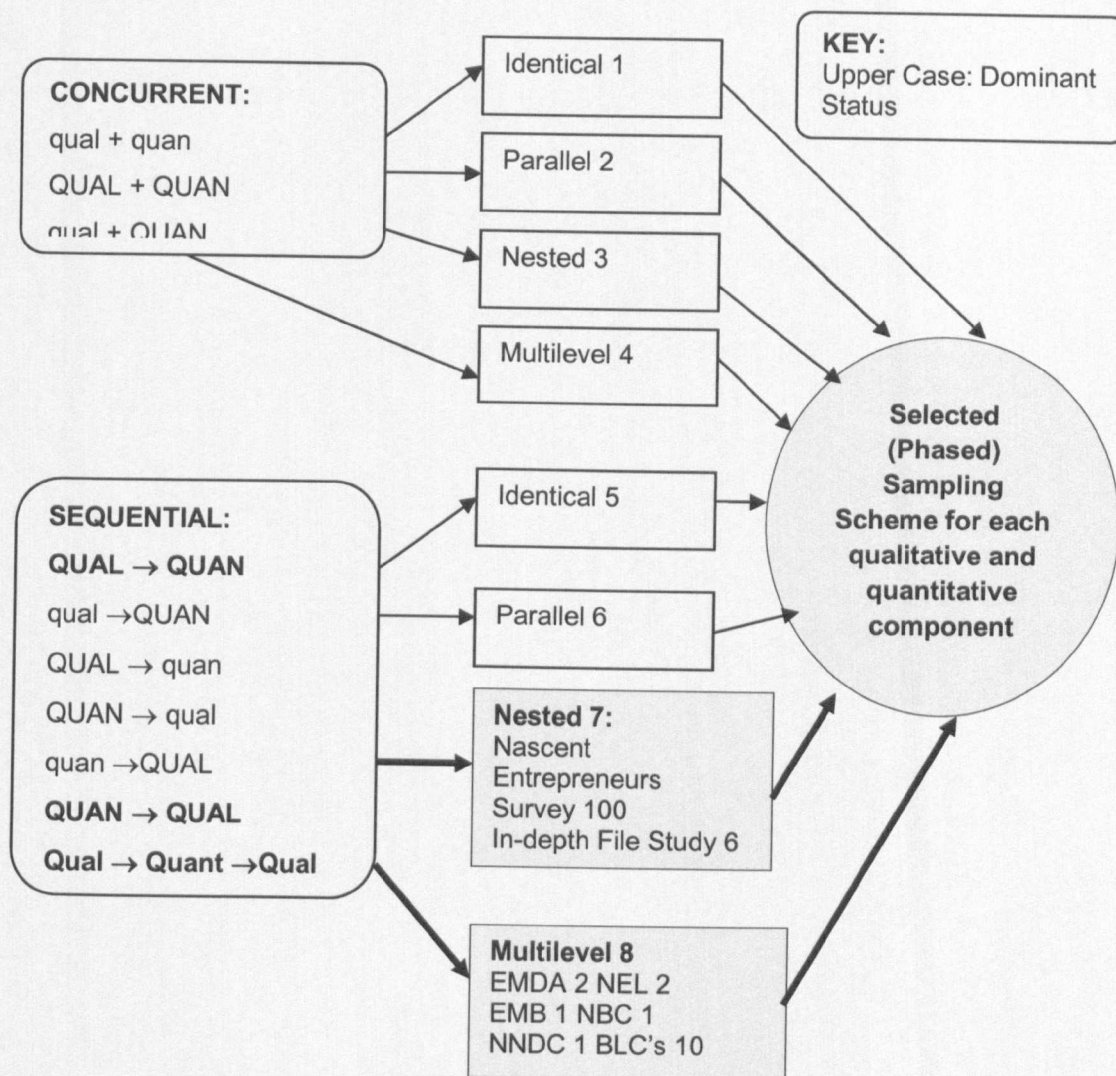 CONCURRENT:
qual + quan
QUAL + QUAN
qual + QUAN
Identical 1
Parallel 2
Nested 3
Multilevel 4
KEY:
Upper Case: Dominant
Status
SEQUENTIAL:
QUAL → QUAN
qual →QUAN
QUAL → quan
QUAN → qual
quan →QUAL
QUAN → QUAL
Qual → Quant →Qual
Identical 5
Parallel 6
Nested 7:
Nascent
Entrepreneurs
Survey 100
In-depth File Study 6
Multilevel 8
EMDA 2 NEL 2
EMB 1 NBC 1
NNDC 1 BLC's 10
Selected
(Phased)
Sampling
Scheme for each
qualitative and
quantitative
component